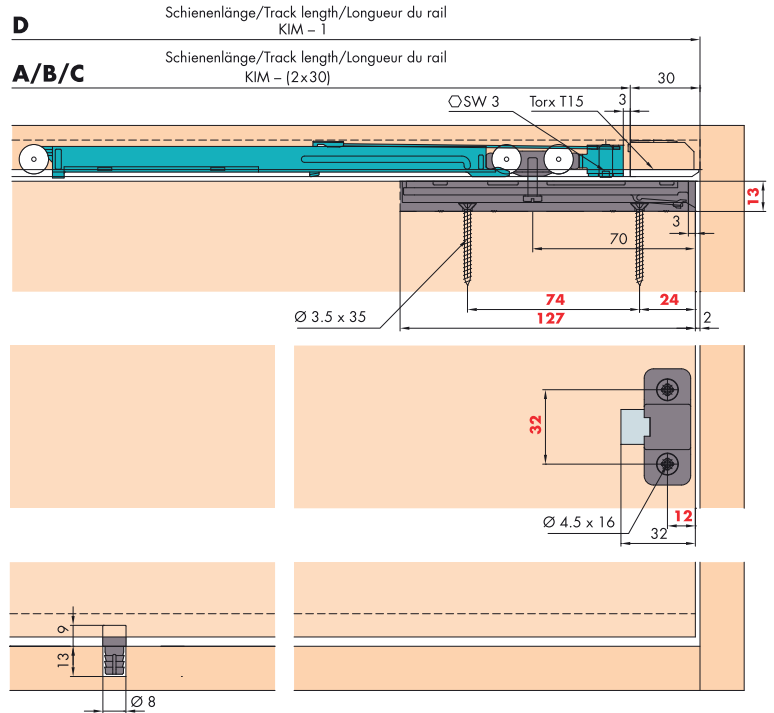 D
Schienenlänge/Track length/Longueur du rail
KIM – 1
A/B/C
Schienenlänge/Track length/Longueur du rail
KIM – (2x30)
30
SW 3
Torx T15
3
13
3
70
74
24
Ø 3.5 x 35
127
2
32
Ø 4.5 x 16
12
32
9
13
Ø 8